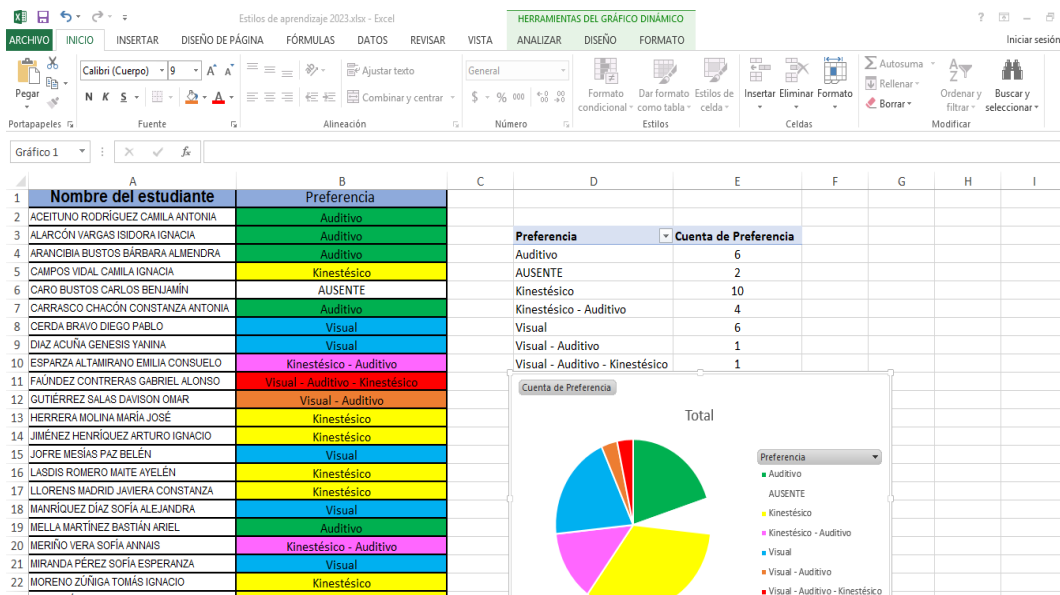 Estilos de aprendizaje 2023.xlsx - Excel
HERRAMIENTAS DEL GRÁFICO DINÁMICO
ARCHIVO INICIO INSERTAR DISEÑO DE PÁGINA FÓRMULAS DATOS REVISAR VISTA ANALIZAR DISEÑO FORMATO Iniciar sesión
Pegar
Calibri (Cuerpo) 9
N K S
Ajustar texto
Combinar y centrar
General
$ % 000
Formato condicional
Dar formato como tabla
Estilos de celda
Insertar Eliminar Formato
Autosuma
Rellenar
Borrar
Ordenar y filtrar
Buscar y seleccionar
Portapapeles Fuente Alineación Número Estilos Celdas Modificar
Gráfico 1
fx
A B C D E F G H I
1 Nombre del estudiante Preferencia
2 ACEITUNO RODRÍGUEZ CAMILA ANTONIA Auditivo
3 ALARCÓN VARGAS ISIDORA IGNACIA Auditivo Preferencia Cuenta de Preferencia
4 ARANCIBIA BUSTOS BÁRBARA ALMENDRA Auditivo Auditivo 6
5 CAMPOS VIDAL CAMILA IGNACIA Kinestésico AUSENTE 2
6 CARO BUSTOS CARLOS BENJAMÍN AUSENTE Kinestésico 10
7 CARRASCO CHACÓN CONSTANZA ANTONIA Auditivo Kinestésico - Auditivo 4
8 CERDA BRAVO DIEGO PABLO Visual Visual 6
9 DIAZ ACUÑA GENESIS YANINA Visual Visual - Auditivo 1
10 ESPARZA ALTAMIRANO EMILIA CONSUELO Kinestésico - Auditivo Visual - Auditivo - Kinestésico 1
11 FAÚNDEZ CONTRERAS GABRIEL ALONSO Visual - Auditivo - Kinestésico
12 GUTIÉRREZ SALAS DAVISON OMAR Visual - Auditivo
13 HERRERA MOLINA MARÍA JOSÉ Kinestésico
14 JIMÉNEZ HENRÍQUEZ ARTURO IGNACIO Kinestésico
15 JOFRE MESÍAS PAZ BELÉN Visual
16 LASDIS ROMERO MAITE AYELÉN Kinestésico
17 LLORENS MADRID JAVIERA CONSTANZA Kinestésico
18 MANRÍQUEZ DÍAZ SOFÍA ALEJANDRA Visual
19 MELLA MARTÍNEZ BASTIÁN ARIEL Auditivo
20 MERIÑO VERA SOFÍA ANNAIS Kinestésico - Auditivo
21 MIRANDA PÉREZ SOFÍA ESPERANZA Visual
22 MORENO ZÚÑIGA TOMÁS IGNACIO Kinestésico
Cuenta de Preferencia
Total
Preferencia
Auditivo
AUSENTE
Kinestésico
Kinestésico - Auditivo
Visual
Visual - Auditivo
Visual - Auditivo - Kinestésico